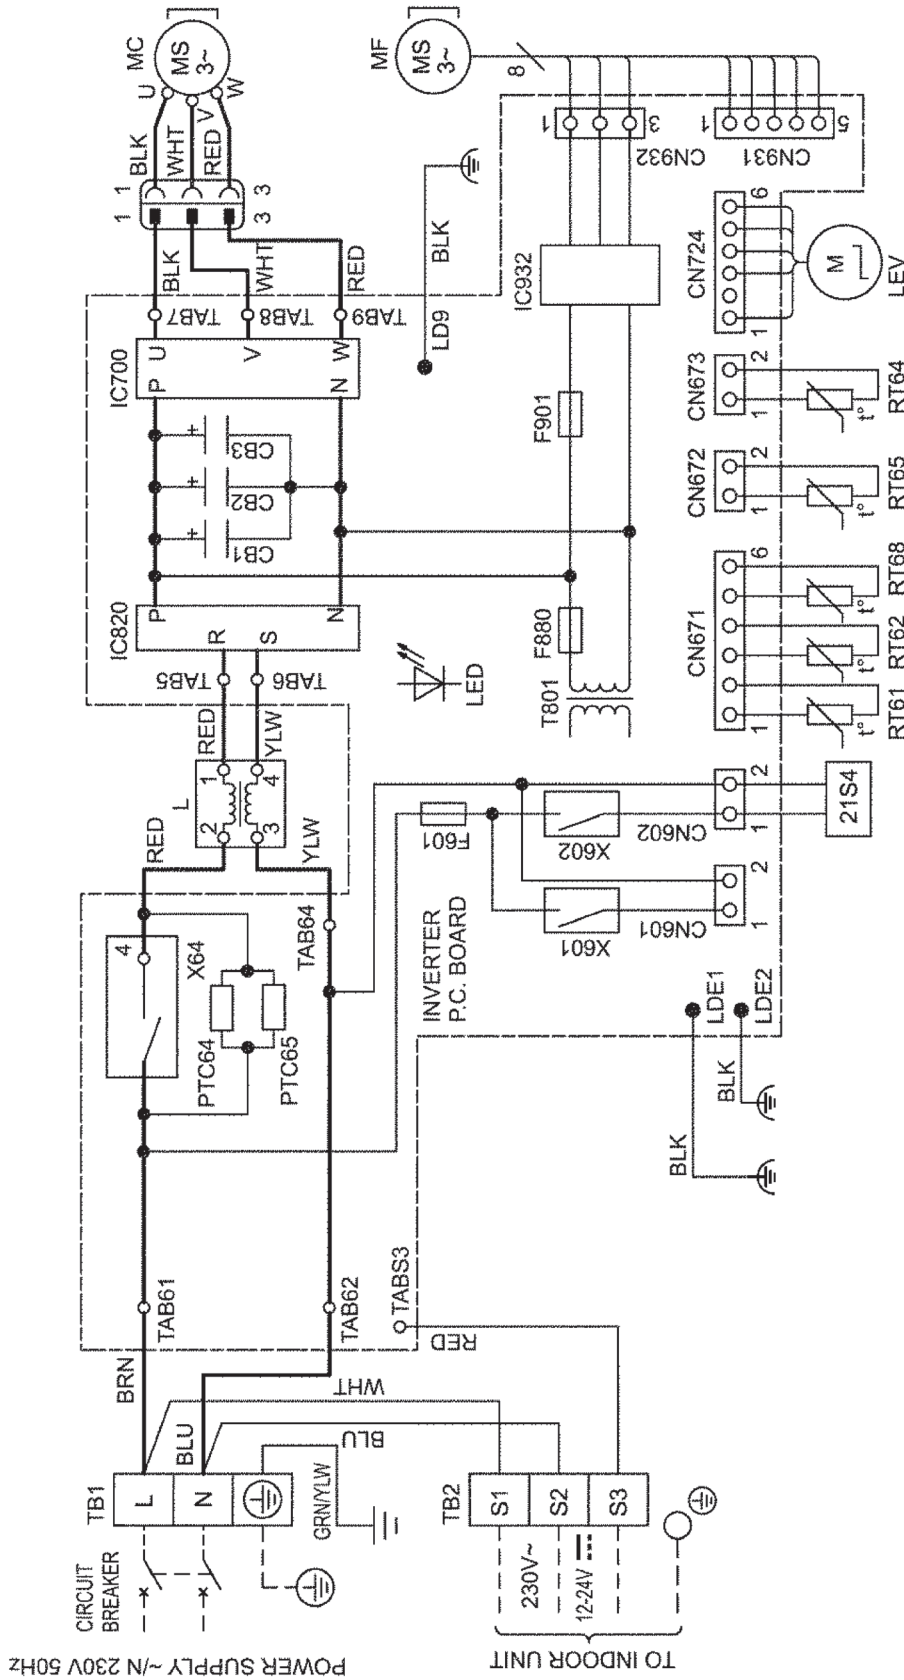 POWER SUPPLY ~/N 230V 50Hz
CIRCUIT
BREAKER
TB1
L
N
GRN/YLW
BRN
BLU
WHT
BLU
TB2
S1
S2
S3
230V~
12-24V
TO INDOOR UNIT
RED
TABS3
TAB61
TAB62
X64
4
PTC64
PTC65
TAB64
RED
YLW
L
2
1
3
4
RED
YLW
TAB5
TAB6
IC820
R
S
P
N
CB1
CB2
CB3
+
+
+
IC700
P
N
U
V
W
TAB7
TAB8
TAB9
BLK
WHT
RED
1
3
1
3
BLK
WHT
RED
U
V
W
MC
MS
3~
MF
MS
3~
8
LD9
BLK
LED
T801
F880
F901
IC932
1
3
CN932
1
5
CN931
INVERTER
P.C. BOARD
F601
X601
X602
CN601
1
2
CN602
1
2
21S4
LDE1
LDE2
BLK
BLK
CN671
1
6
t°
t°
t°
RT61
RT62
RT68
CN672
1
2
t°
RT65
CN673
1
2
t°
RT64
CN724
1
6
M
LEV